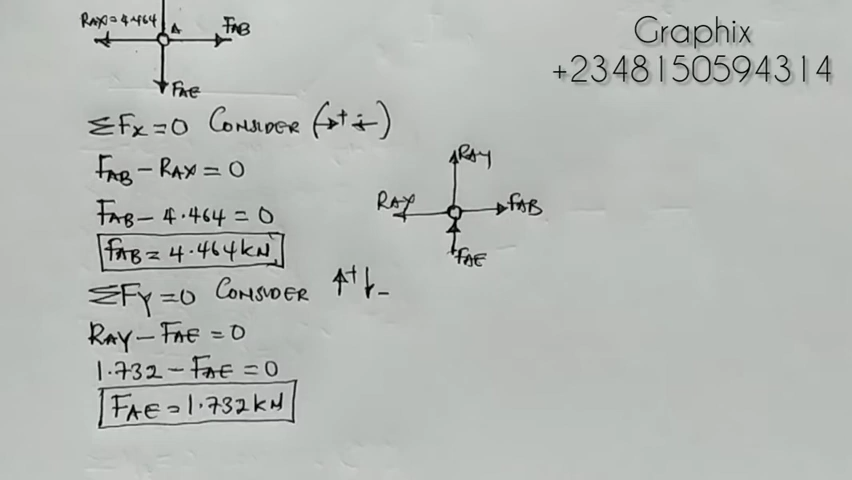 Graphix
+2348150594314
RAX=4.464 A FAB
FAE
ΣFx=0 CONSIDER (→+ ←-)
FAB - RAX = 0
FAB - 4.464 = 0
FAB = 4.464KN
ΣFy=0 CONSIDER ↑+ ↓-
RAY - FAE = 0
1.732 - FAE = 0
FAE = 1.732KN
RAY
RAX FAB
FAE